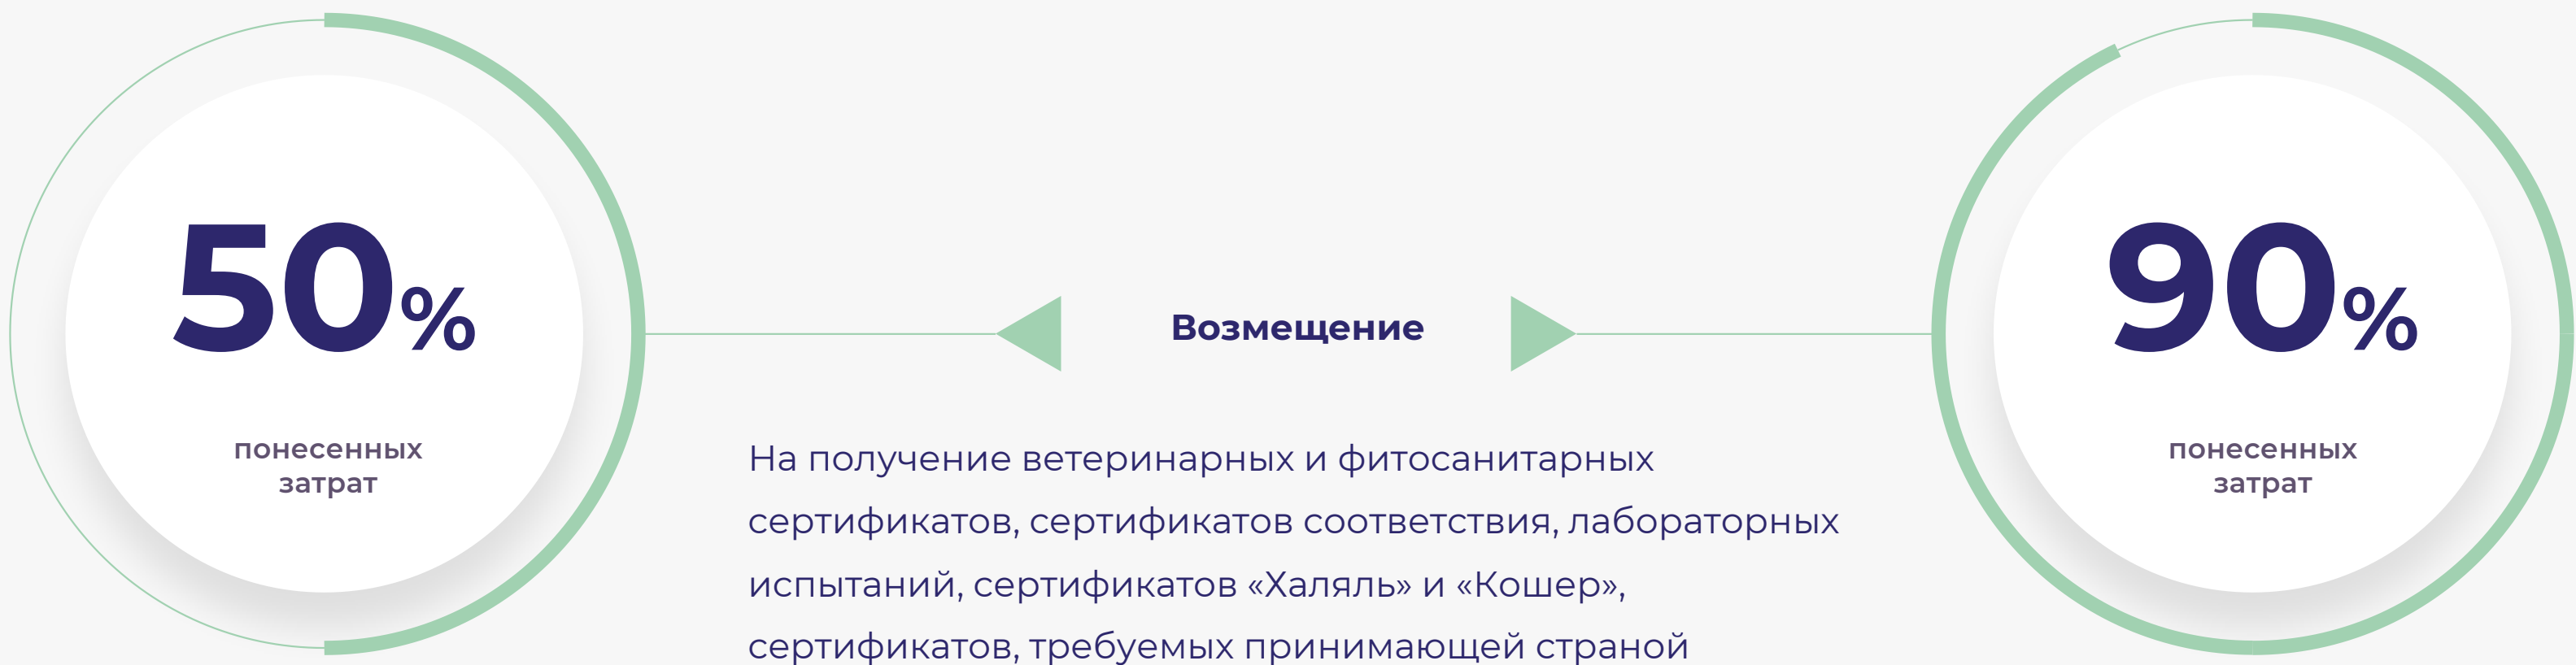 50%
понесенных
затрат
Возмещение
На получение ветеринарных и фитосанитарных
сертификатов, сертификатов соответствия, лабораторных
испытаний, сертификатов «Халяль» и «Кошер»,
сертификатов, требуемых принимающей страной
90%
понесенных
затрат